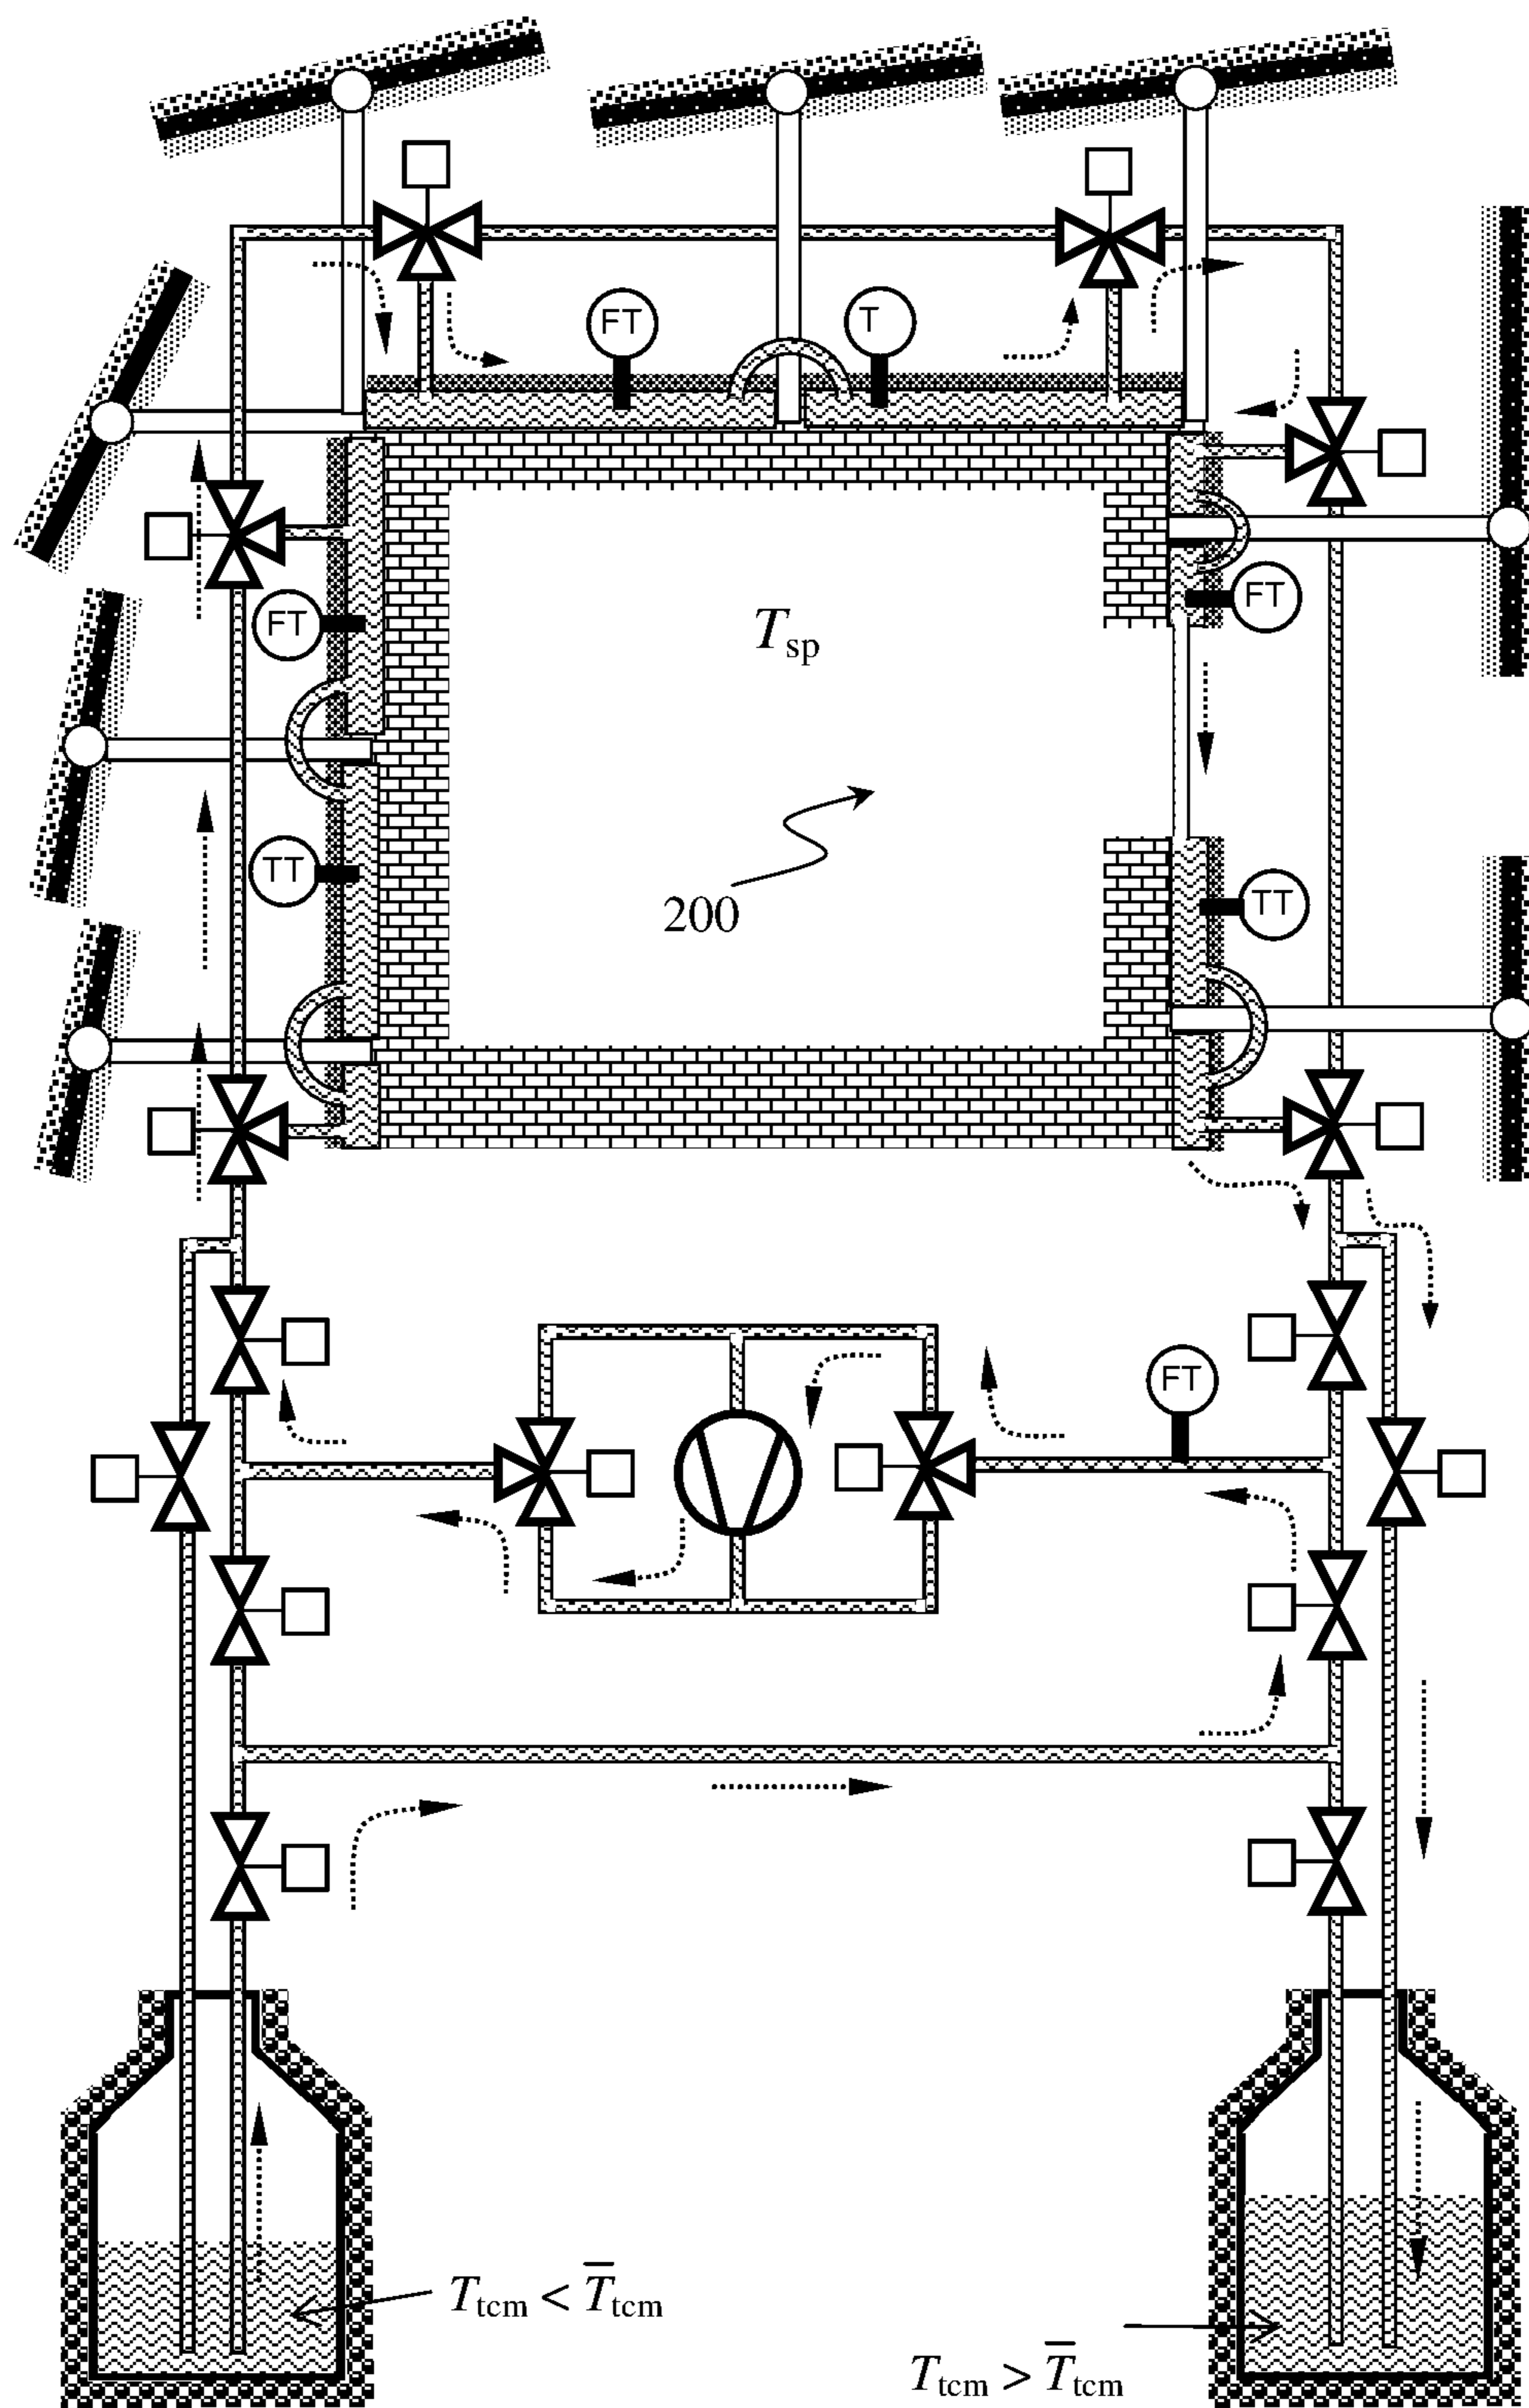 FT
T
FT
FT
T_sp
TT
TT
200
FT
T_tcm < T̅_tcm
T_tcm > T̅_tcm